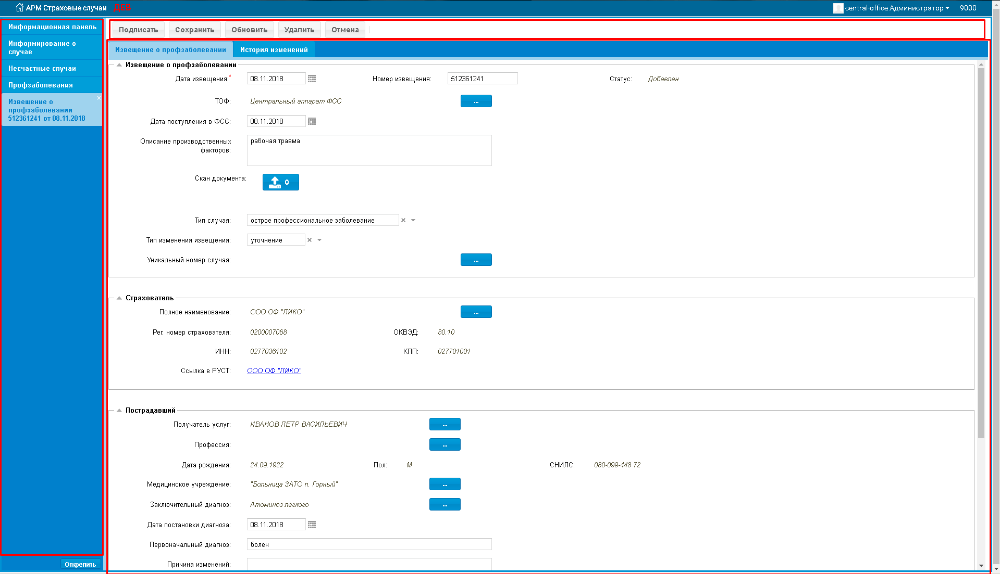 АРМ Страховые случаи ДЕВ
central-office Администратор 9000
Информационная панель
Информирование о
случае
Несчастные случаи
Профзаболевания
Извещение о
профзаболевании
512361241 от 08.11.2018
Открепить
Подписать Сохранить Обновить Удалить Отмена
Извещение о профзаболевании История изменений
Извещение о профзаболевании
Дата извещения:* 08.11.2018 Номер извещения: 512361241 Статус: Добавлен
ТОФ: Центральный аппарат ФСС ...
Дата поступления в ФСС: 08.11.2018
Описание производственных
факторов:
рабочая травма
Скан документа: 0
Тип случая: острое профессиональное заболевание
Тип изменения извещения: уточнение
Уникальный номер случая: ...
Страхователь
Полное наименование: ООО ОФ "ПИКО" ...
Рег. номер страхователя: 0200007068 ОКВЭД: 80.10
ИНН: 0277036102 КПП: 027701001
Ссылка в РУСТ: ООО ОФ "ПИКО"
Пострадавший
Получатель услуг: ИВАНОВ ПЕТР ВАСИЛЬЕВИЧ ...
Профессия: ...
Дата рождения: 24.09.1922 Пол: М СНИЛС: 080-099-448 72
Медицинское учреждение: "Больница ЗАТО п. Горный" ...
Заключительный диагноз: Алюминоз легкого ...
Дата постановки диагноза: 08.11.2018
Первоначальный диагноз: болен
Причина изменений: